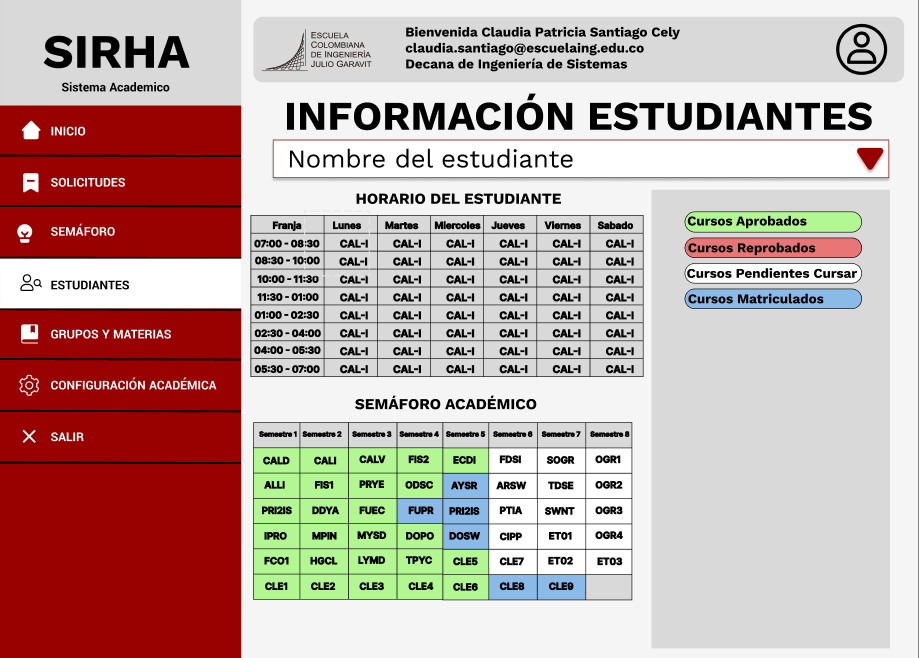 SIRHA
Sistema Academico
INICIO
SOLICITUDES
SEMÁFORO
ESTUDIANTES
GRUPOS Y MATERIAS
CONFIGURACIÓN ACADÉMICA
SALIR
ESCUELA
COLOMBIANA
DE INGENIERÍA
JULIO GARAVIT
Bienvenida Claudia Patricia Santiago Cely
claudia.santiago@escuelaing.edu.co
Decana de Ingeniería de Sistemas
INFORMACIÓN ESTUDIANTES
Nombre del estudiante
HORARIO DEL ESTUDIANTE
Franja Lunes Martes Miercoles Jueves Viernes Sabado
07:00 - 08:30 CAL-I CAL-I CAL-I CAL-I CAL-I CAL-I
08:30 - 10:00 CAL-I CAL-I CAL-I CAL-I CAL-I CAL-I
10:00 - 11:30 CAL-I CAL-I CAL-I CAL-I CAL-I CAL-I
11:30 - 01:00 CAL-I CAL-I CAL-I CAL-I CAL-I CAL-I
01:00 - 02:30 CAL-I CAL-I CAL-I CAL-I CAL-I CAL-I
02:30 - 04:00 CAL-I CAL-I CAL-I CAL-I CAL-I CAL-I
04:00 - 05:30 CAL-I CAL-I CAL-I CAL-I CAL-I CAL-I
05:30 - 07:00 CAL-I CAL-I CAL-I CAL-I CAL-I CAL-I
SEMÁFORO ACADÉMICO
Semestre 1 Semestre 2 Semestre 3 Semestre 4 Semestre 5 Semestre 6 Semestre 7 Semestre 8
CALD CALI CALV FIS2 ECDI FDSI SOGR OGR1
ALLI FIS1 PRYE ODSC AYSR ARSW TDSE OGR2
PRI2IS DDYA FUEC FUPR PRI2IS PTIA SWNT OGR3
IPRO MPIN MYSD DOPO DOSW CIPP ET01 OGR4
FCO1 HGCL LYMD TPYC CLE5 CLE7 ET02 ET03
CLE1 CLE2 CLE3 CLE4 CLE6 CLE8 CLE9
Cursos Aprobados
Cursos Reprobados
Cursos Pendientes Cursar
Cursos Matriculados